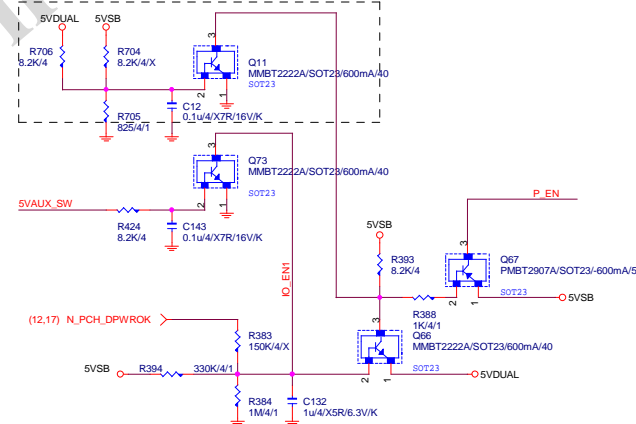 5VDUAL
5VSB
R706
8.2K/4
R704
8.2K/4/X
R705
825/4/1
C12
0.1u/4/X7R/16V/K
Q11
MMBT2222A/SOT23/600mA/40
SOT23
3
2
1
Q73
MMBT2222A/SOT23/600mA/40
SOT23
3
2
1
5VAUX_SW
R424
8.2K/4
C143
0.1u/4/X7R/16V/K
IO_EN1
5VSB
R393
8.2K/4
P_EN
3
Q67
PMBT2907A/SOT23/-600mA/5
SOT23
2
1
5VSB
R388
1K/4/1
3
Q66
MMBT2222A/SOT23/600mA/40
SOT23
2
1
5VDUAL
(12,17) N_PCH_DPWROK
R383
150K/4/X
5VSB
R394
330K/4/1
R384
1M/4/1
C132
1u/4/X5R/6.3V/K